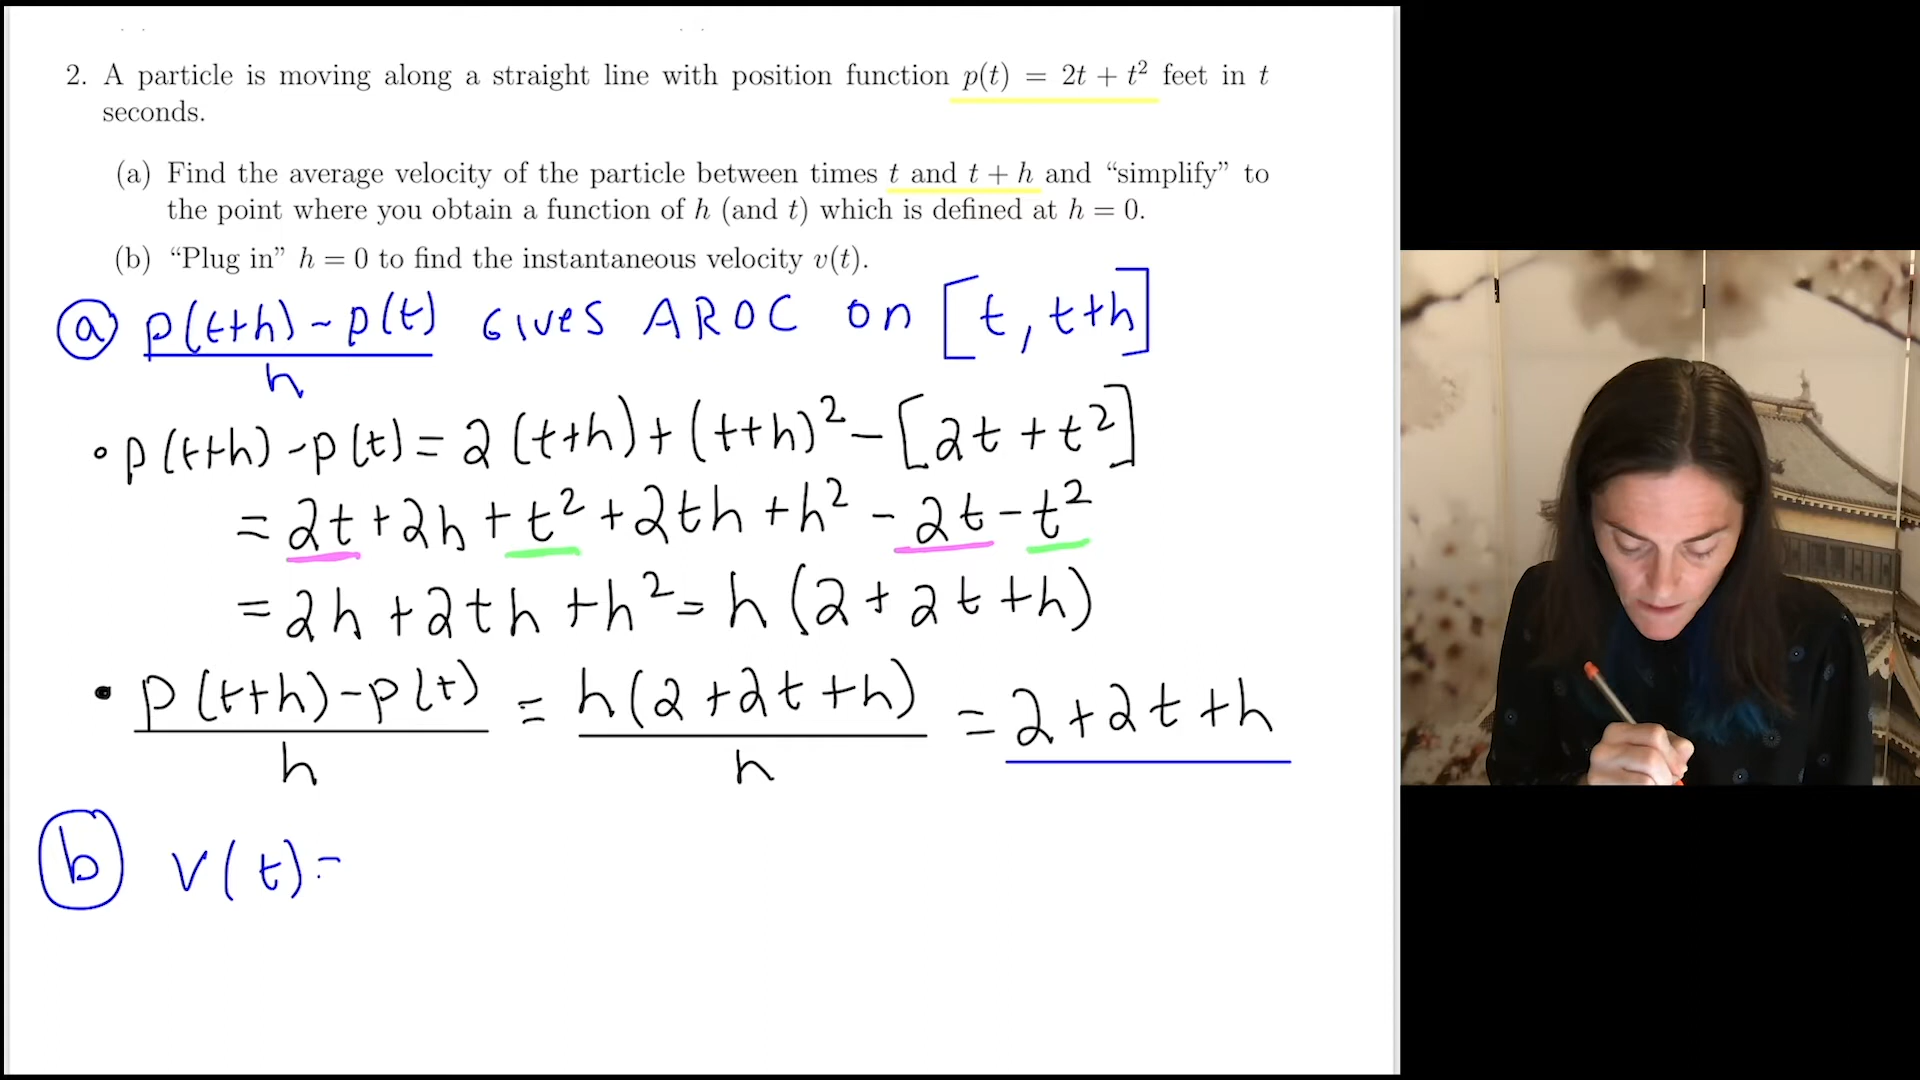 2. A particle is moving along a straight line with position function p(t) = 2t + t² feet in t
seconds.
(a) Find the average velocity of the particle between times t and t + h and “simplify” to
the point where you obtain a function of h (and t) which is defined at h = 0.
(b) “Plug in” h = 0 to find the instantaneous velocity v(t).
ⓐ p(t+h)-p(t) GIVES AROC ON [t, t+h]
h
• p(t+h)-p(t) = 2(t+h)+(t+h)²-[2t+t²]
= 2t+2h+t²+2th+h²-2t-t²
= 2h+2th+h² = h(2+2t+h)
• p(t+h)-p(t) = h(2+2t+h) = 2+2t+h
h h
ⓑ v(t)=